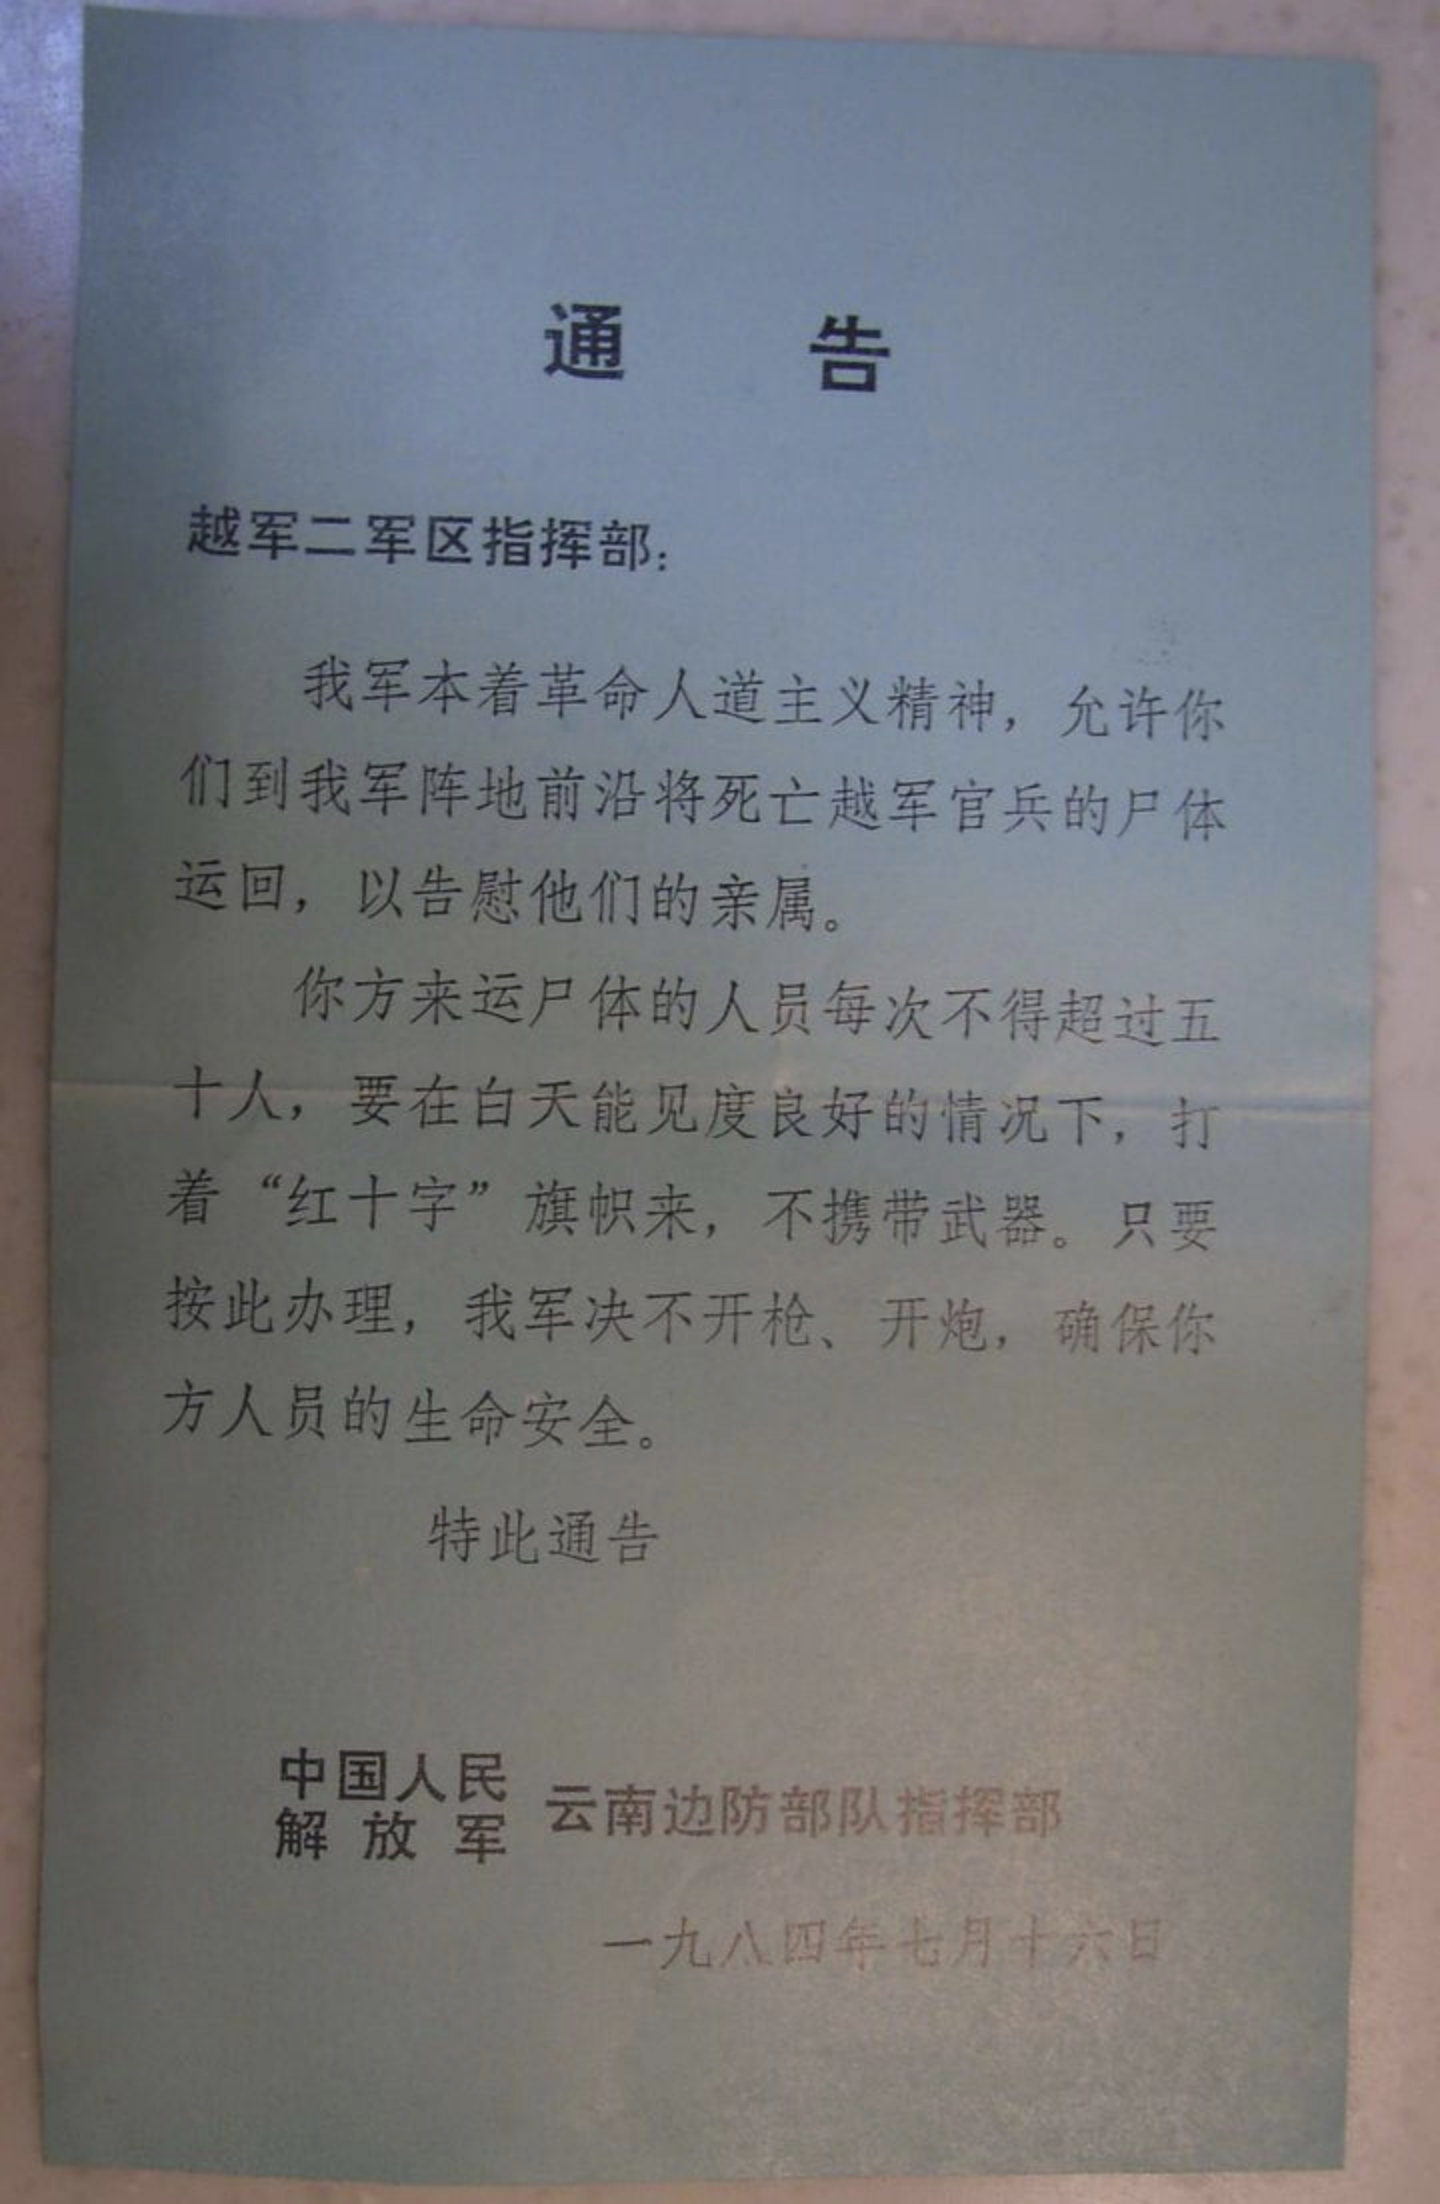 通告
越军二军区指挥部：
我军本着革命人道主义精神，允许你
们到我军阵地前沿将死亡越军官兵的尸体
运回，以告慰他们的亲属。
你方来运尸体的人员每次不得超过五
十人，要在白天能见度良好的情况下，打
着“红十字”旗帜来，不携带武器。只要
按此办理，我军决不开枪、开炮，确保你
方人员的生命安全。
特此通告
中国人民
解放军
云南边防部队指挥部
一九八四年七月十六日